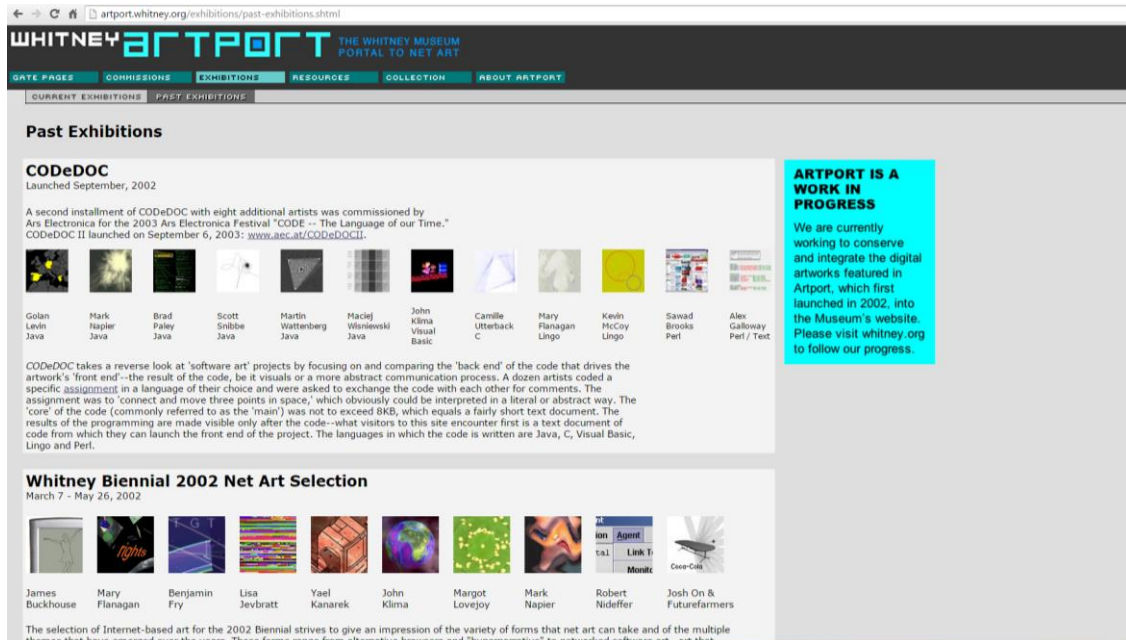 artport.whitney.org/exhibitions/past-exhibitions.shtml
WHITNEY ARTPORT THE WHITNEY MUSEUM
PORTAL TO NET ART
GATE PAGES COMMISSIONS EXHIBITIONS RESOURCES COLLECTION ABOUT ARTPORT
CURRENT EXHIBITIONS PAST EXHIBITIONS
Past Exhibitions
CODeDOC
Launched September, 2002
A second installment of CODeDOC with eight additional artists was commissioned by
Ars Electronica for the 2003 Ars Electronica Festival "CODE -- The Language of our Time."
CODeDOC II launched on September 6, 2003: www.aec.at/CODeDOCII.
Golan Levin Java
Mark Napier Java
Brad Paley Java
Scott Snibbe Java
Martin Wattenberg Java
Maciej Wisniewski Java
John Klima Visual Basic
Camille Utterback C
Mary Flanagan Lingo
Kevin McCoy Lingo
Sawad Brooks Perl
Alex Galloway Perl / Text
CODeDOC takes a reverse look at 'software art' projects by focusing on and comparing the 'back end' of the code that drives the
artwork's 'front end'--the result of the code, be it visuals or a more abstract communication process. A dozen artists coded a
specific assignment in a language of their choice and were asked to exchange the code with each other for comments. The
assignment was to 'connect and move three points in space,' which obviously could be interpreted in a literal or abstract way. The
'core' of the code (commonly referred to as the 'main') was not to exceed 8KB, which equals a fairly short text document. The
results of the programming are made visible only after the code--what visitors to this site encounter first is a text document of
code from which they can launch the front end of the project. The languages in which the code is written are Java, C, Visual Basic,
Lingo and Perl.
ARTPORT IS A
WORK IN
PROGRESS
We are currently
working to conserve
and integrate the digital
artworks featured in
Artport, which first
launched in 2002, into
the Museum's website.
Please visit whitney.org
to follow our progress.
Whitney Biennial 2002 Net Art Selection
March 7 - May 26, 2002
E G T
rights
Agent
Link
Coca-Cola
James Buckhouse
Mary Flanagan
Benjamin Fry
Lisa Jevbratt
Yael Kanarek
John Klima
Margot Lovejoy
Mark Napier
Robert Nideffer
Josh On & Futurefarmers
The selection of Internet-based art for the 2002 Biennial strives to give an impression of the variety of forms that net art can take and of the multiple